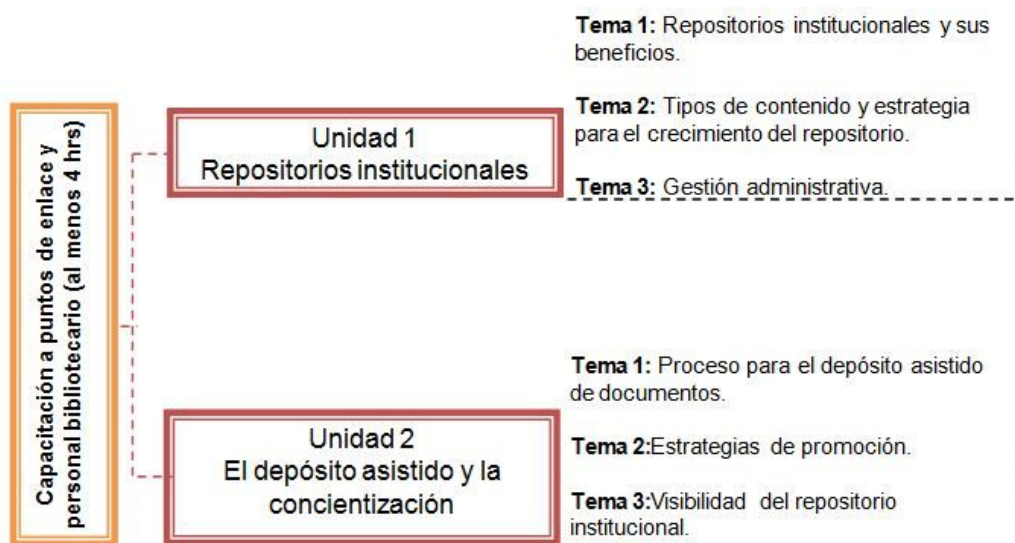 Capacitación a puntos de enlace y
personal bibliotecario (al menos 4 hrs)
Unidad 1
Repositorios institucionales
Tema 1: Repositorios institucionales y sus
beneficios.
Tema 2: Tipos de contenido y estrategia
para el crecimiento del repositorio.
Tema 3: Gestión administrativa.
Unidad 2
El depósito asistido y la
concientización
Tema 1: Proceso para el depósito asistido
de documentos.
Tema 2:Estrategias de promoción.
Tema 3:Visibilidad del repositorio
institucional.